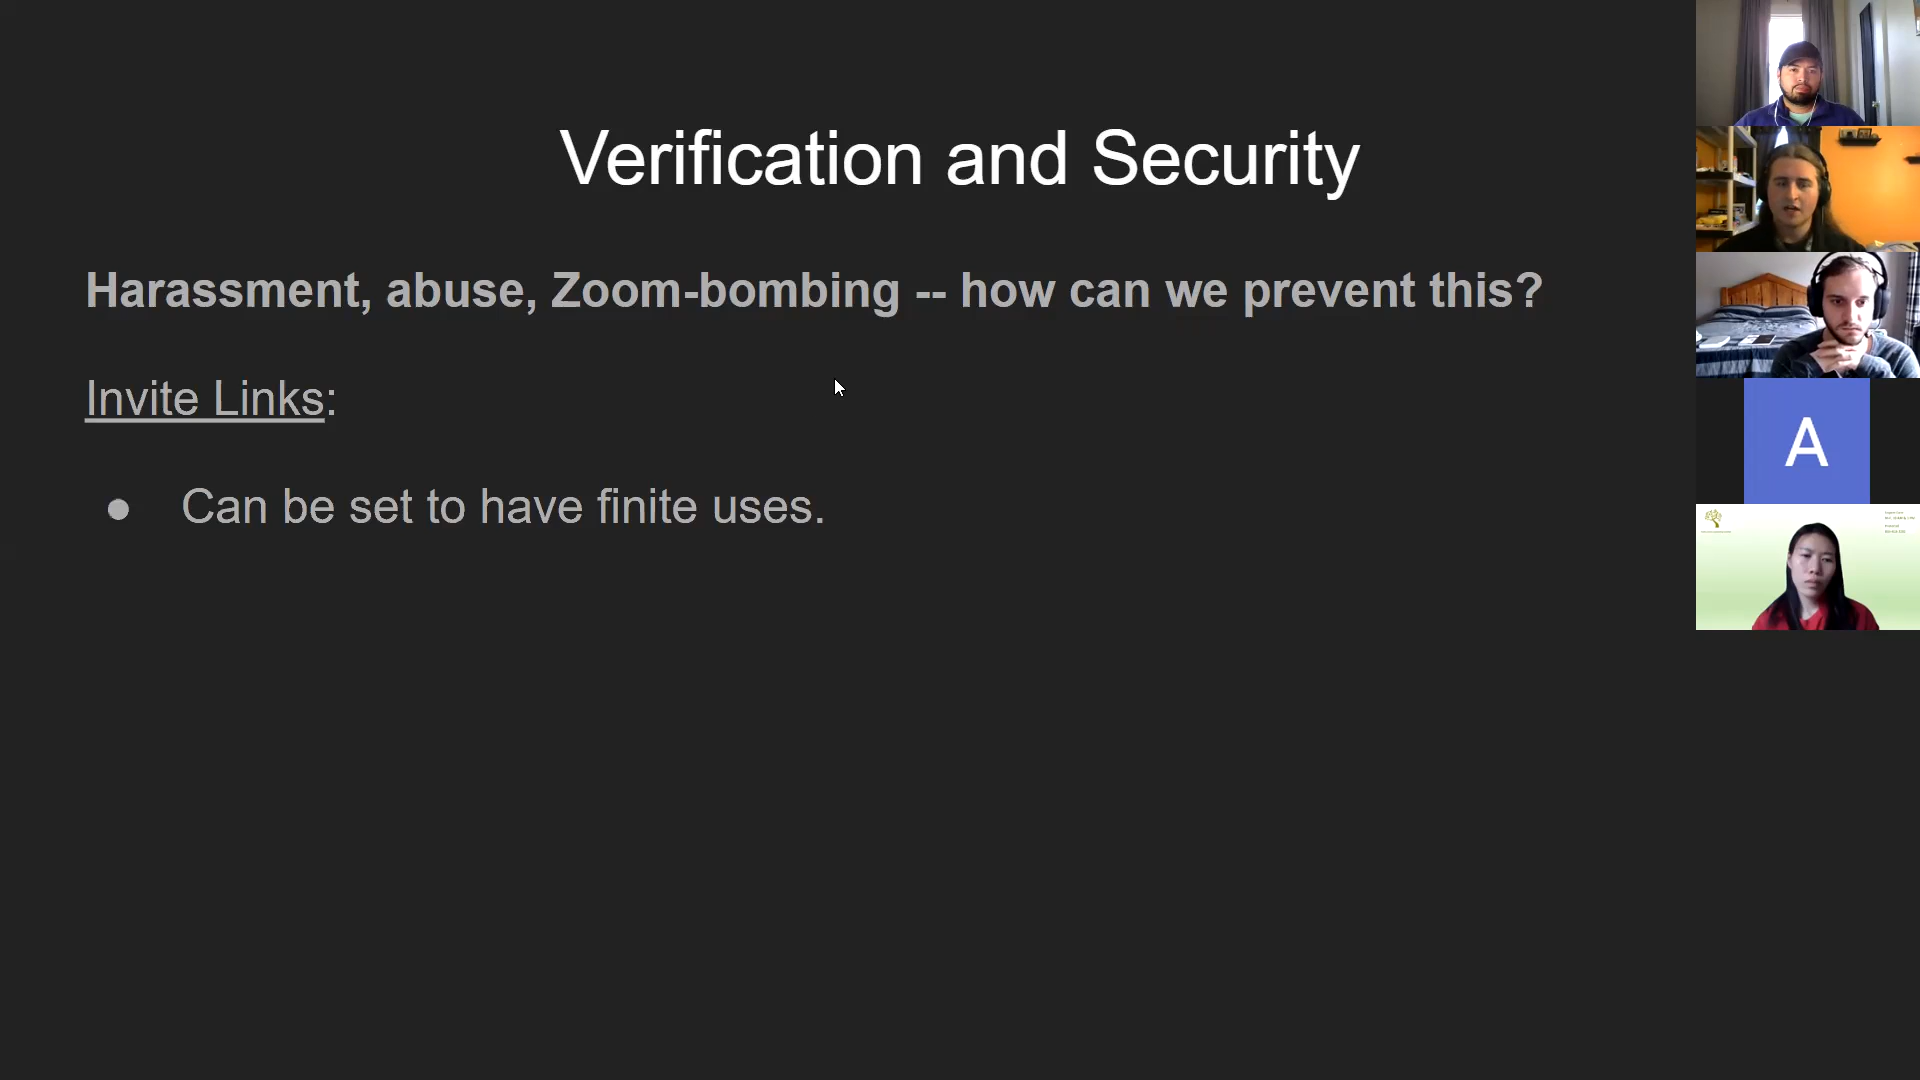 Verification and Security
Harassment, abuse, Zoom-bombing -- how can we prevent this?
Invite Links:
● Can be set to have finite uses.
A